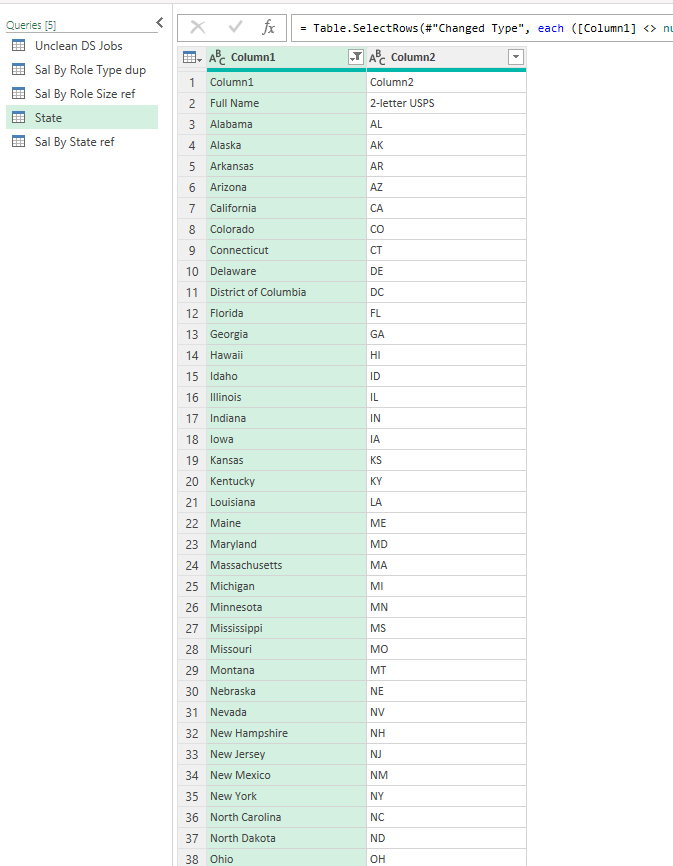 Queries [5]
Unclean DS Jobs
Sal By Role Type dup
Sal By Role Size ref
State
Sal By State ref
fx
= Table.SelectRows(#"Changed Type", each ([Column1] <> nu
ABC Column1 ABC Column2
1 Column1 Column2
2 Full Name 2-letter USPS
3 Alabama AL
4 Alaska AK
5 Arkansas AR
6 Arizona AZ
7 California CA
8 Colorado CO
9 Connecticut CT
10 Delaware DE
11 District of Columbia DC
12 Florida FL
13 Georgia GA
14 Hawaii HI
15 Idaho ID
16 Illinois IL
17 Indiana IN
18 Iowa IA
19 Kansas KS
20 Kentucky KY
21 Louisiana LA
22 Maine ME
23 Maryland MD
24 Massachusetts MA
25 Michigan MI
26 Minnesota MN
27 Mississippi MS
28 Missouri MO
29 Montana MT
30 Nebraska NE
31 Nevada NV
32 New Hampshire NH
33 New Jersey NJ
34 New Mexico NM
35 New York NY
36 North Carolina NC
37 North Dakota ND
38 Ohio OH